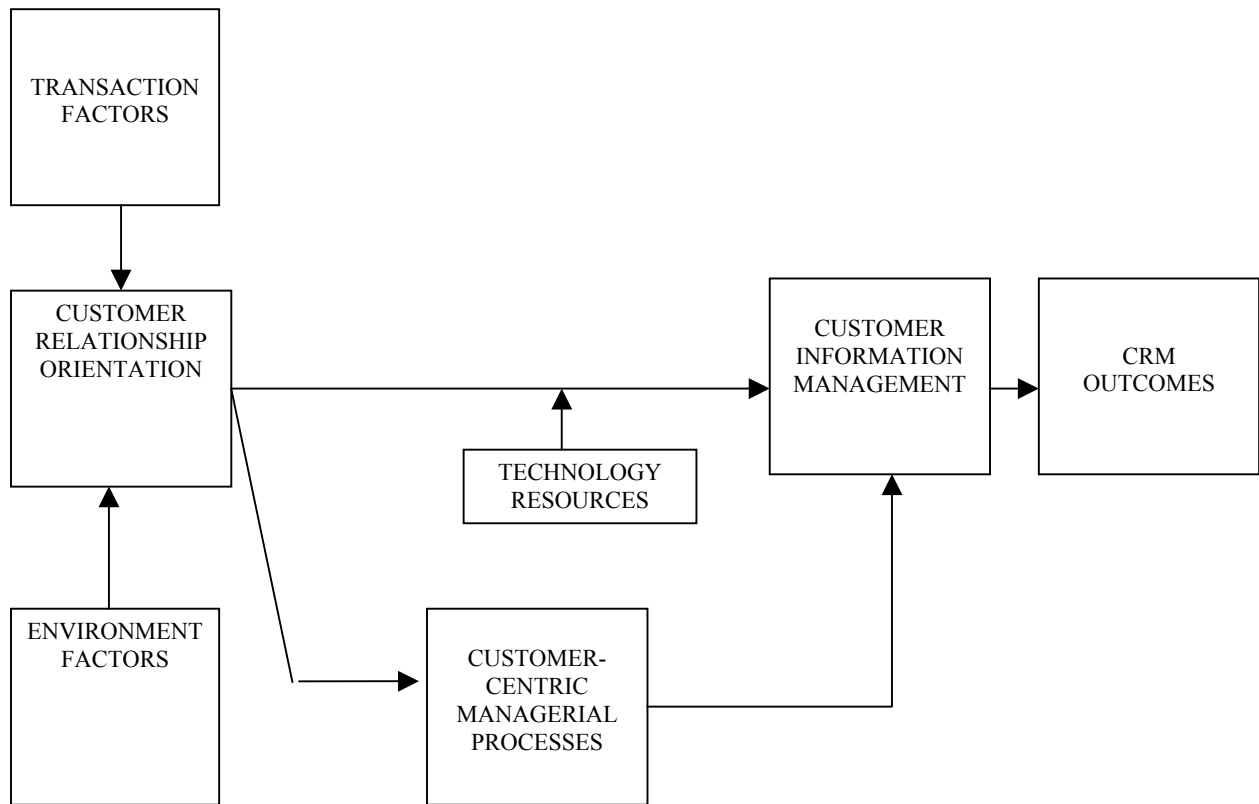 TRANSACTION
FACTORS
CUSTOMER
RELATIONSHIP
ORIENTATION
CUSTOMER
INFORMATION
MANAGEMENT
CRM
OUTCOMES
TECHNOLOGY
RESOURCES
ENVIRONMENT
FACTORS
CUSTOMER-
CENTRIC
MANAGERIAL
PROCESSES